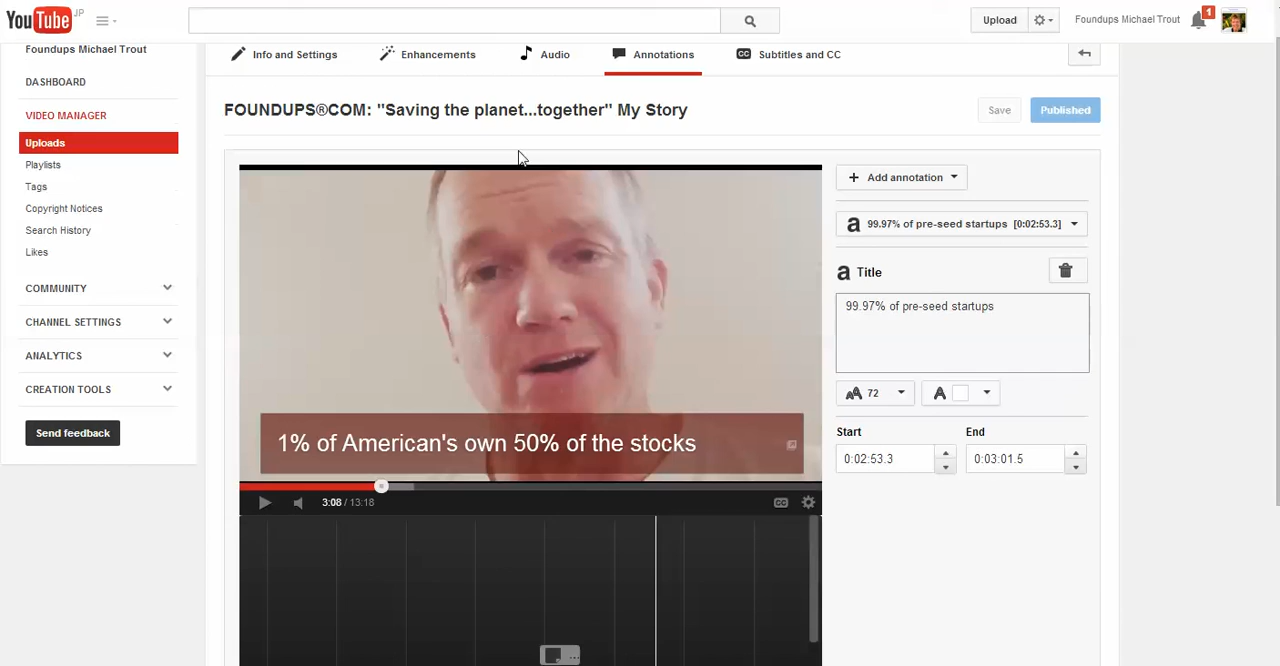 YouTube JP
Upload
Foundups Michael Trout
1
Foundups Michael Trout
DASHBOARD
VIDEO MANAGER
Uploads
Playlists
Tags
Copyright Notices
Search History
Likes
COMMUNITY
CHANNEL SETTINGS
ANALYTICS
CREATION TOOLS
Send feedback
Info and Settings
Enhancements
Audio
Annotations
CC Subtitles and CC
FOUNDUPS®COM: "Saving the planet...together" My Story
Save
Published
1% of American's own 50% of the stocks
3:08 / 13:18
CC
...
+ Add annotation
a 99.97% of pre-seed startups [0:02:53.3]
a Title
99.97% of pre-seed startups
AA 72
A
Start
End
0:02:53.3
0:03:01.5